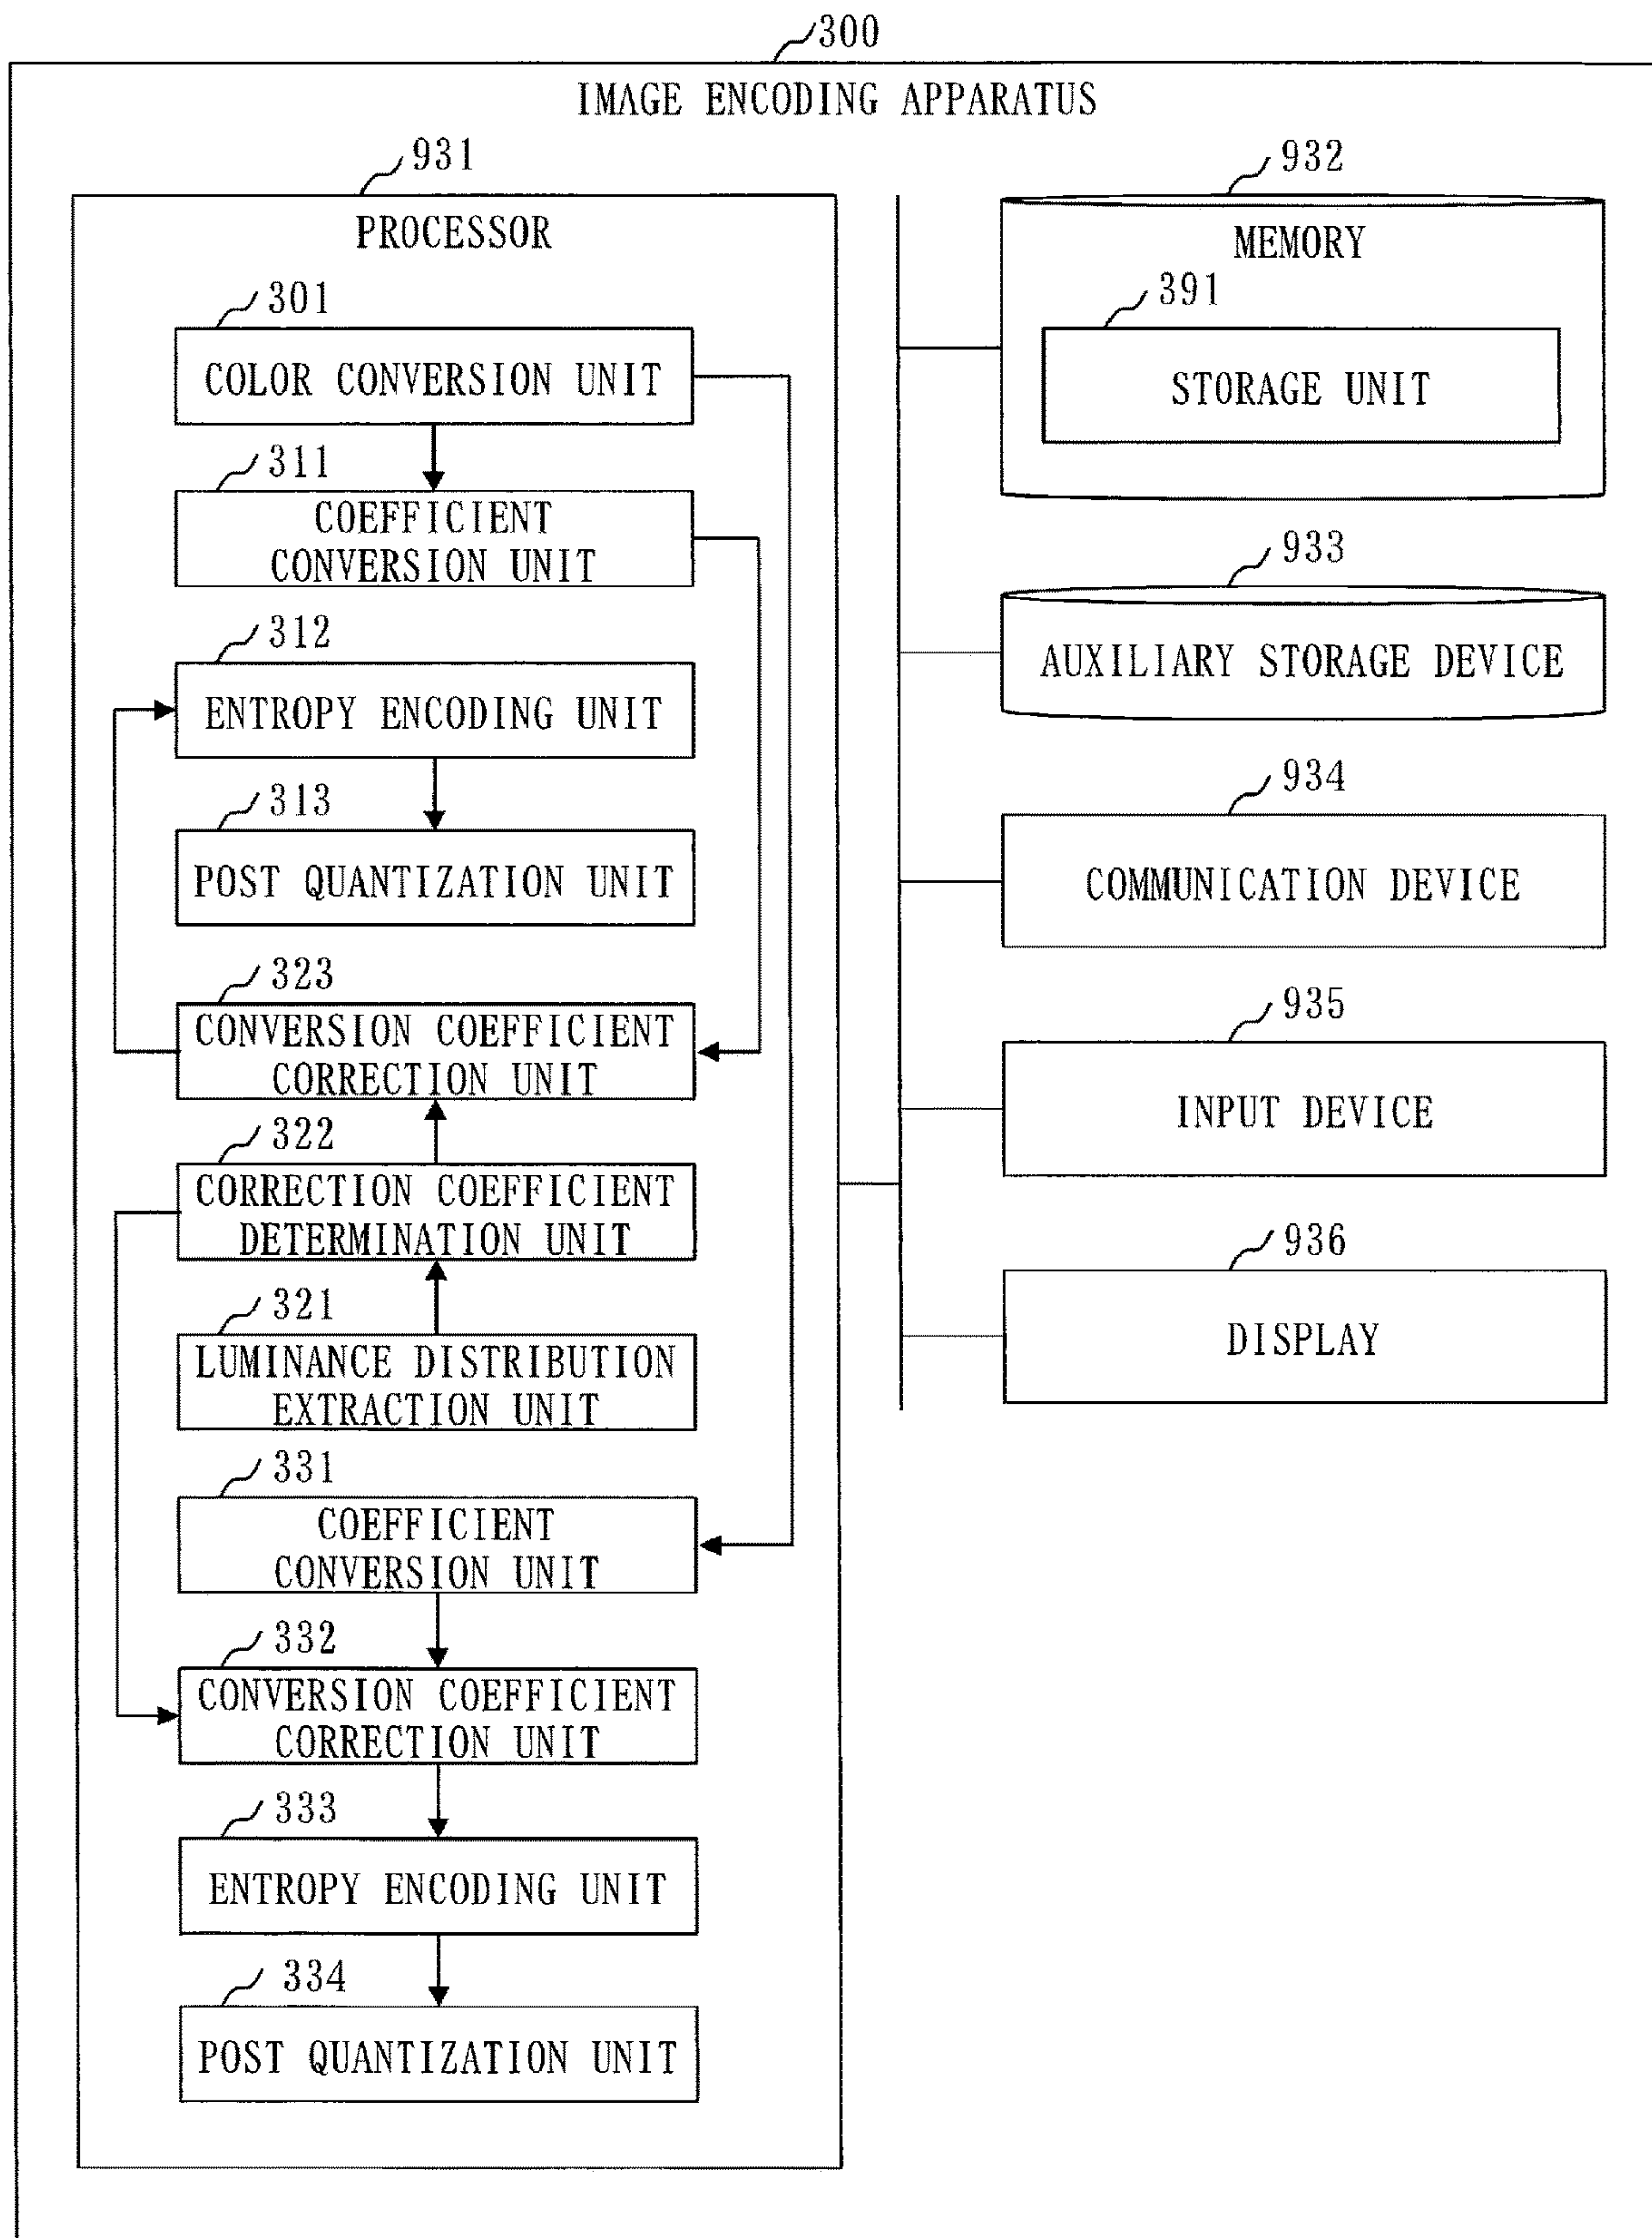 300
IMAGE ENCODING APPARATUS
931
PROCESSOR
301
COLOR CONVERSION UNIT
311
COEFFICIENT
CONVERSION UNIT
312
ENTROPY ENCODING UNIT
313
POST QUANTIZATION UNIT
323
CONVERSION COEFFICIENT
CORRECTION UNIT
322
CORRECTION COEFFICIENT
DETERMINATION UNIT
321
LUMINANCE DISTRIBUTION
EXTRACTION UNIT
331
COEFFICIENT
CONVERSION UNIT
332
CONVERSION COEFFICIENT
CORRECTION UNIT
333
ENTROPY ENCODING UNIT
334
POST QUANTIZATION UNIT
932
MEMORY
391
STORAGE UNIT
933
AUXILIARY STORAGE DEVICE
934
COMMUNICATION DEVICE
935
INPUT DEVICE
936
DISPLAY